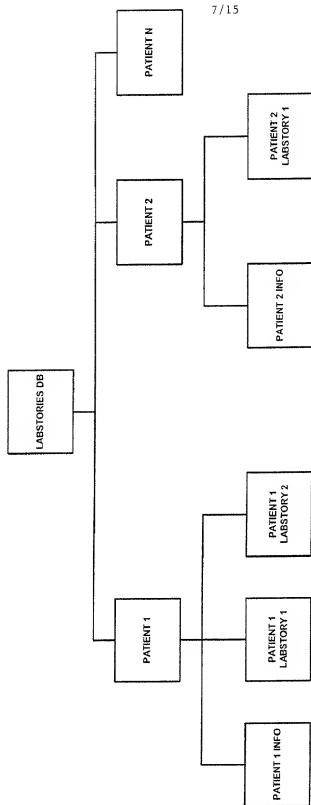 7/15
LABSTORIES DB
PATIENT 1
PATIENT 2
PATIENT N
PATIENT 1 INFO
PATIENT 1
LABSTORY 1
PATIENT 1
LABSTORY 2
PATIENT 2 INFO
PATIENT 2
LABSTORY 1